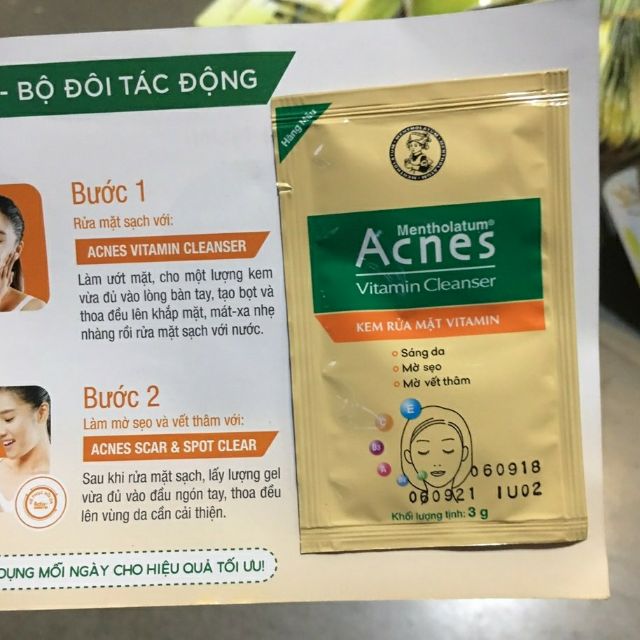 - BỘ ĐÔI TÁC ĐỘNG
Bước 1
Rửa mặt sạch với:
ACNES VITAMIN CLEANSER
Làm ướt mặt, cho một lượng kem
vừa đủ vào lòng bàn tay, tạo bọt và
thoa đều lên khắp mặt, mát-xa nhẹ
nhàng rồi rửa mặt sạch với nước.
Bước 2
Làm mờ sẹo và vết thâm với:
ACNES SCAR & SPOT CLEAR
Sau khi rửa mặt sạch, lấy lượng gel
vừa đủ vào đầu ngón tay, thoa đều
lên vùng da cần cải thiện.
DỤNG MỖI NGÀY CHO HIỆU QUẢ TỐI ƯU!
Hàng Mẫu
Mentholatum®
Acnes
Vitamin Cleanser
KEM RỬA MẶT VITAMIN
Sáng da
Mờ sẹo
Mờ vết thâm
E
C
B3
A
060918
060921 IU02
Khối lượng tịnh: 3 g